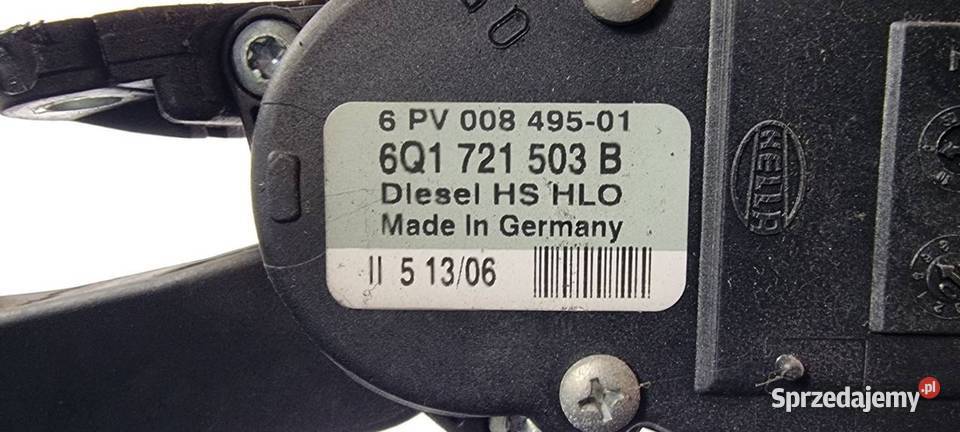 6 PV 008 495-01
6Q1 721 503 B
Diesel HS HLO
Made In Germany
II 5 13/06
HELLA
Sprzedajemy.pl